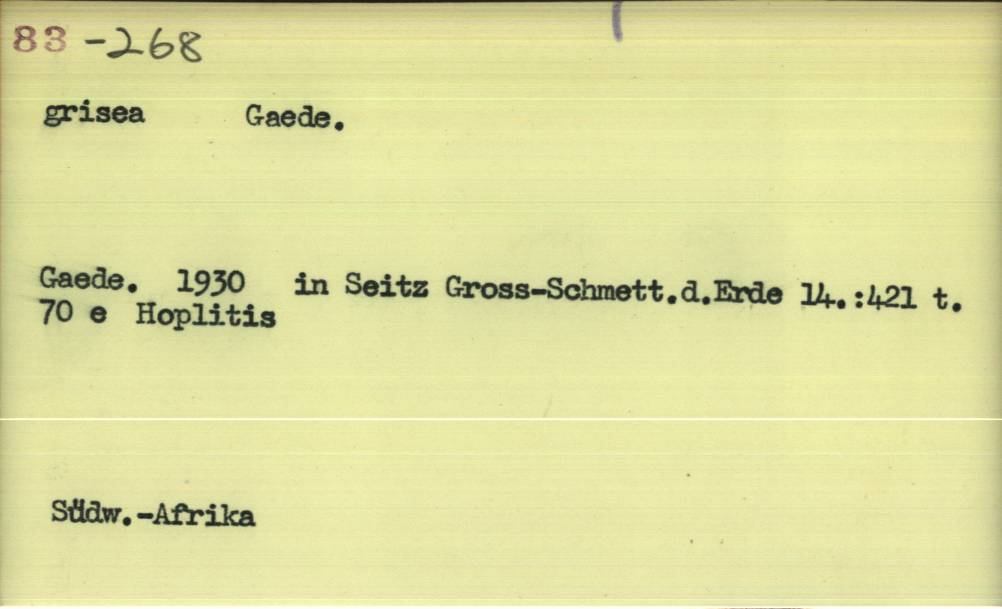 83 -268
grisea Gaede.
Gaede. 1930 in Seitz Gross-Schmett.d.Erde 14.:421 t.
70 e Hoplitis
Südw.-Afrika